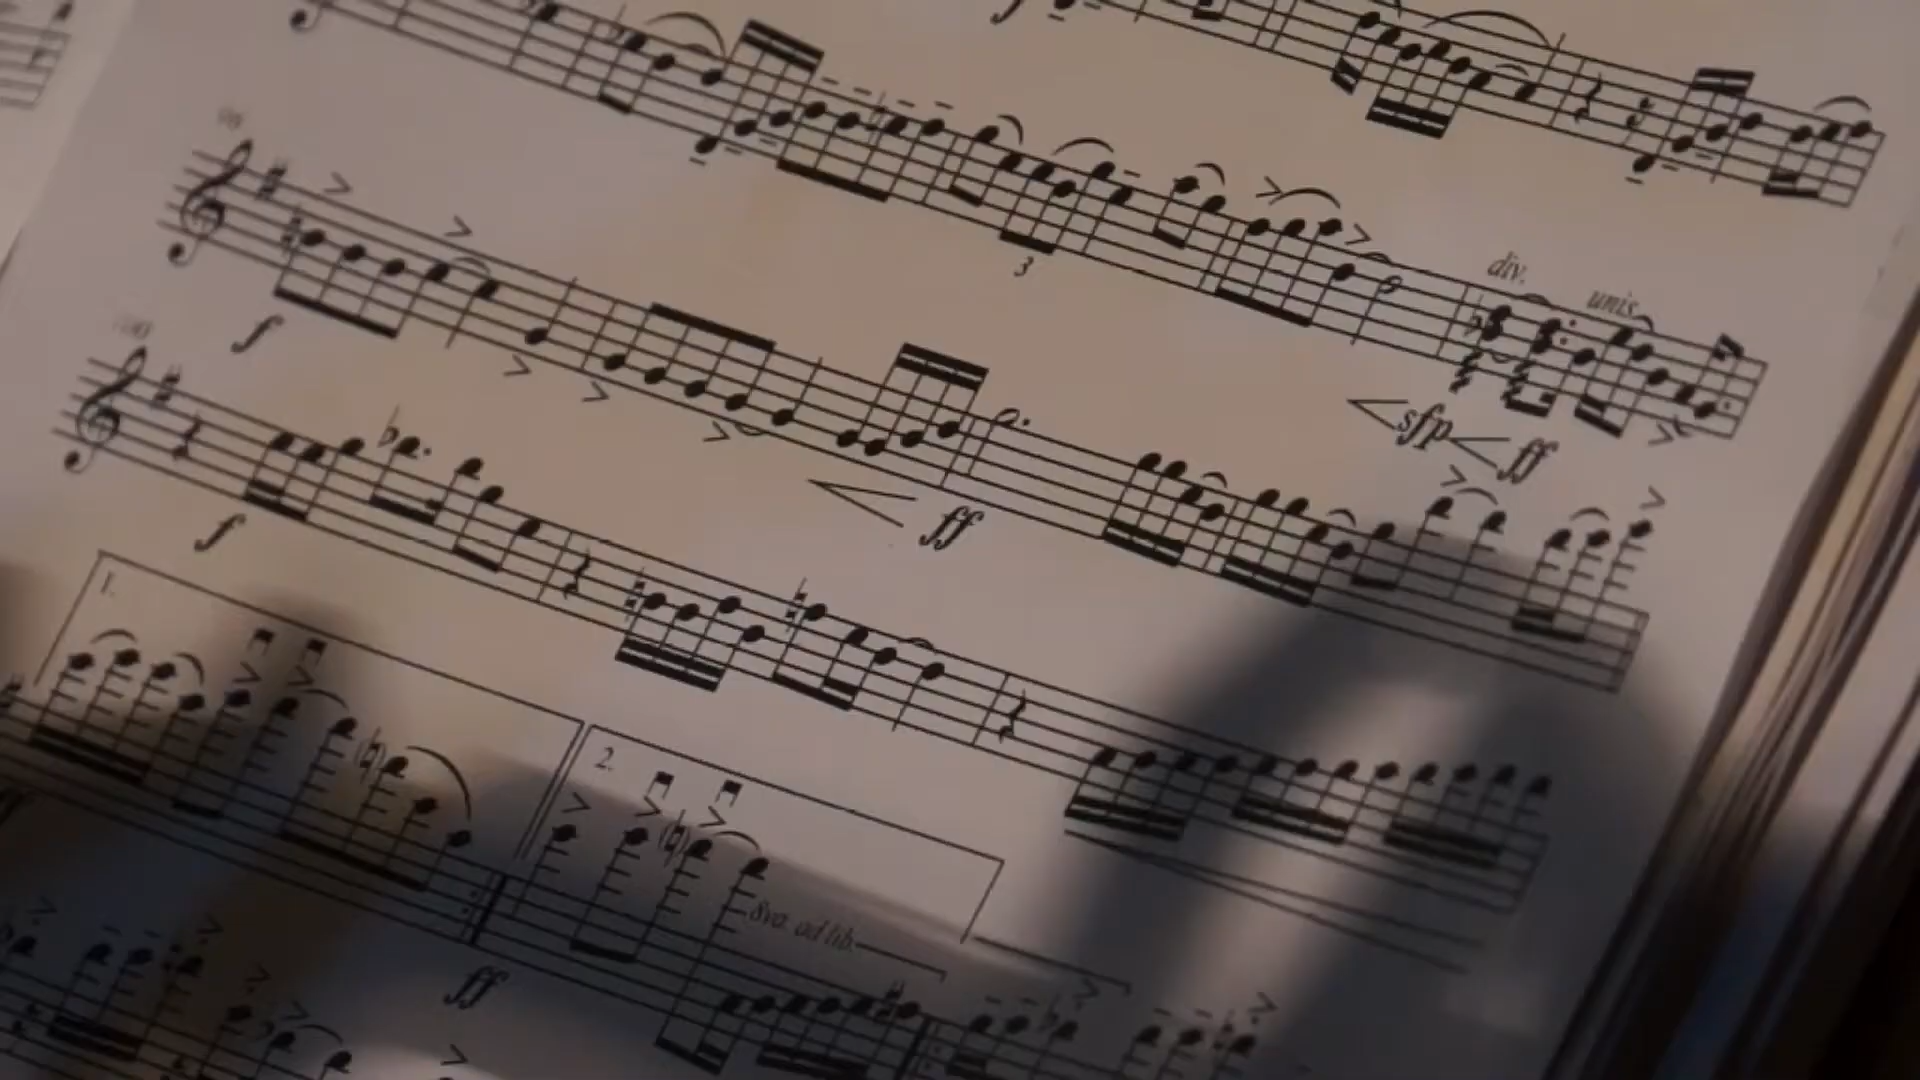 3
div.
unis.
f
sfp ff
ff
f
1.
2.
8va. ad lib.
ff